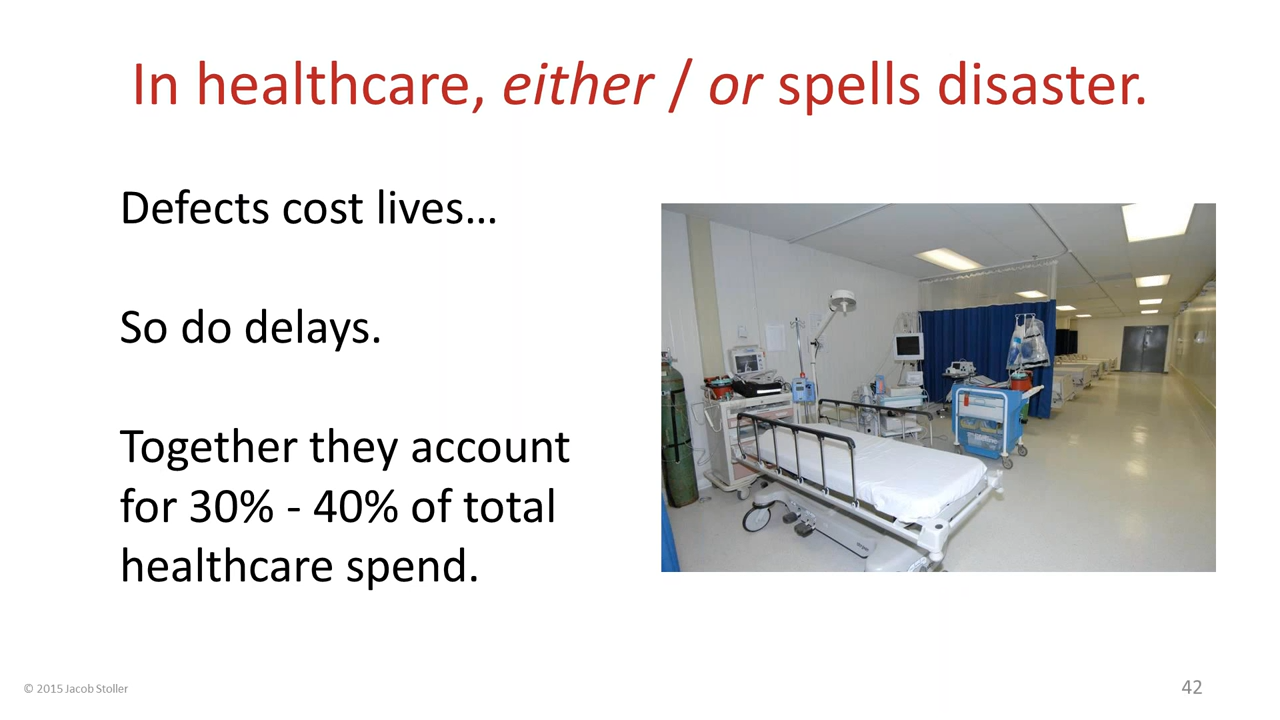 In healthcare, either / or spells disaster.
Defects cost lives…
So do delays.
Together they account
for 30% - 40% of total
healthcare spend.
© 2015 Jacob Stoller
42